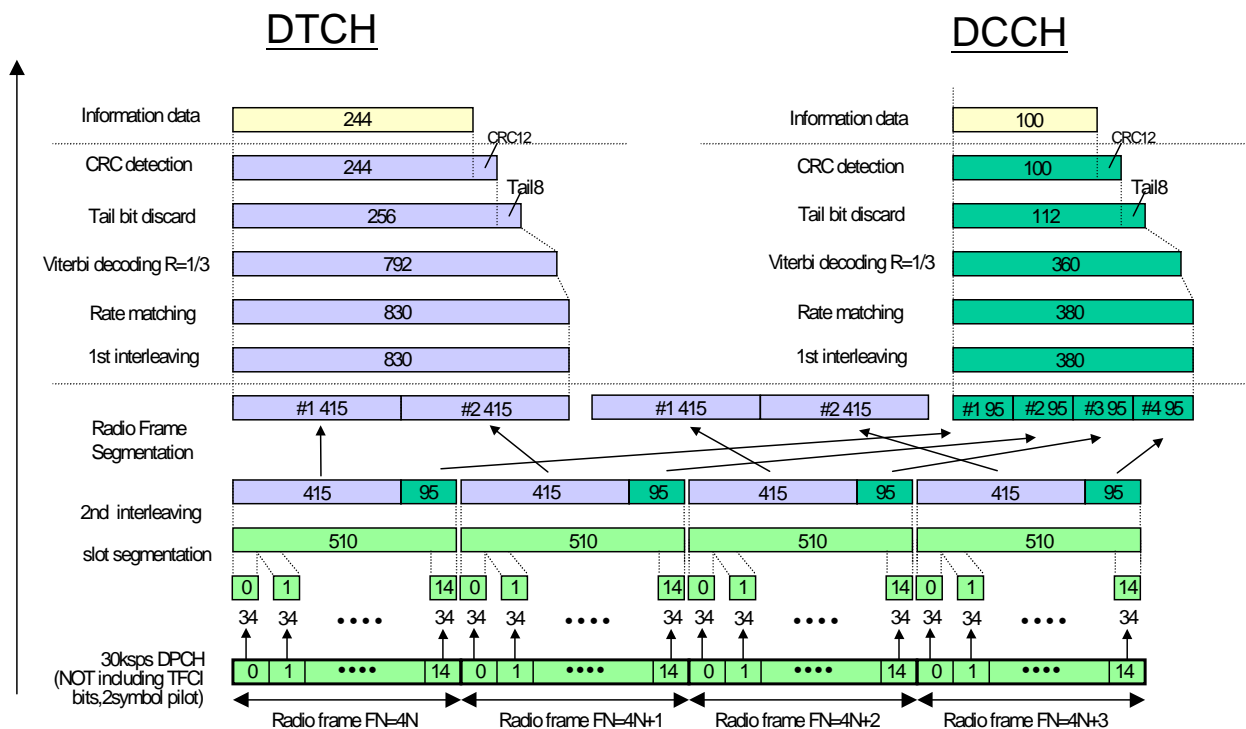 DTCH DCCH
Information data 244 Information data 100
CRC12 CRC12
CRC detection 244 CRC detection 100
Tail8 Tail8
Tail bit discard 256 Tail bit discard 112
Viterbi decoding R=1/3 792 Viterbi decoding R=1/3 360
Rate matching 830 Rate matching 380
1st interleaving 830 1st interleaving 380
#1 415 #2 415 #1 415 #2 415 #1 95 #2 95 #3 95 #4 95
Radio Frame
Segmentation
415 95 415 95 415 95 415 95
2nd interleaving
510 510 510 510
slot segmentation
0 1 14 0 1 14 0 1 14 0 1 14
34 34 •••• 34 34 34 •••• 34 34 34 •••• 34 34 34 •••• 34
30ksps DPCH
(NOT including TFCI
bits,2symbol pilot)
0 1 •••• 14 0 1 •••• 14 0 1 •••• 14 0 1 •••• 14
Radio frame FN=4N Radio frame FN=4N+1 Radio frame FN=4N+2 Radio frame FN=4N+3